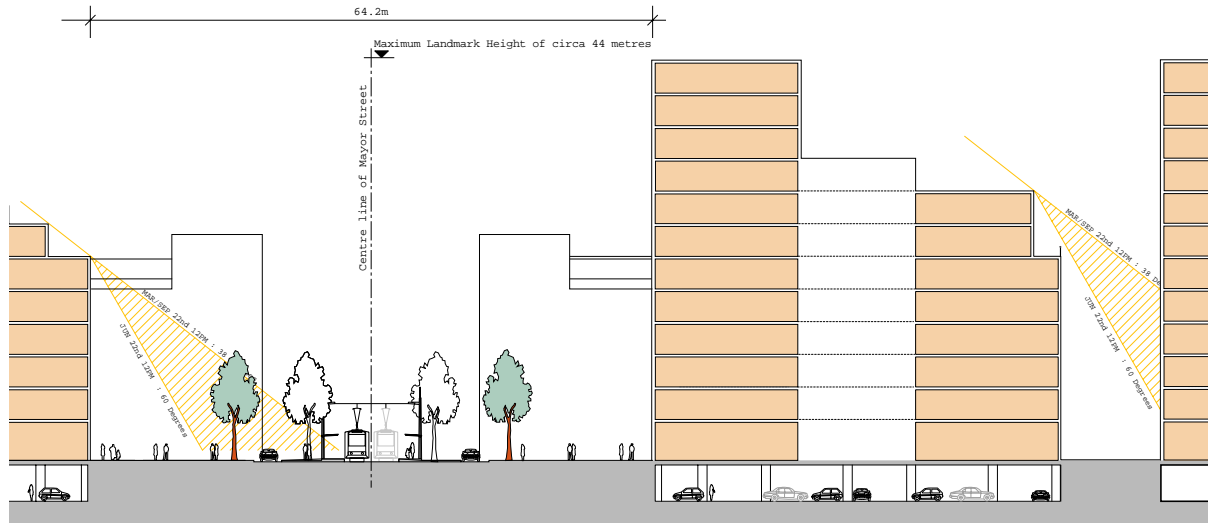 64.2m
Maximum Landmark Height of circa 44 metres
Centre line of Mayor Street
MAR/SEP 22nd 12PM : 38
JUN 22nd 12PM : 60 Degrees
MAR/SEP 22nd 12PM : 38 De
JUN 22nd 12PM : 60 Degrees